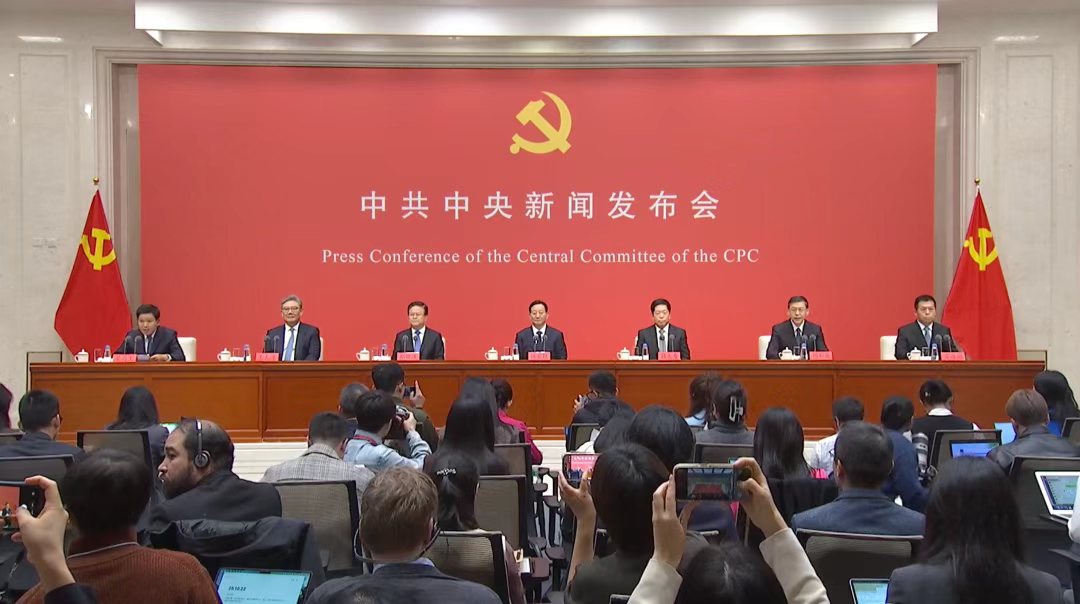 中共中央新闻发布会
Press Conference of the Central Committee of the CPC